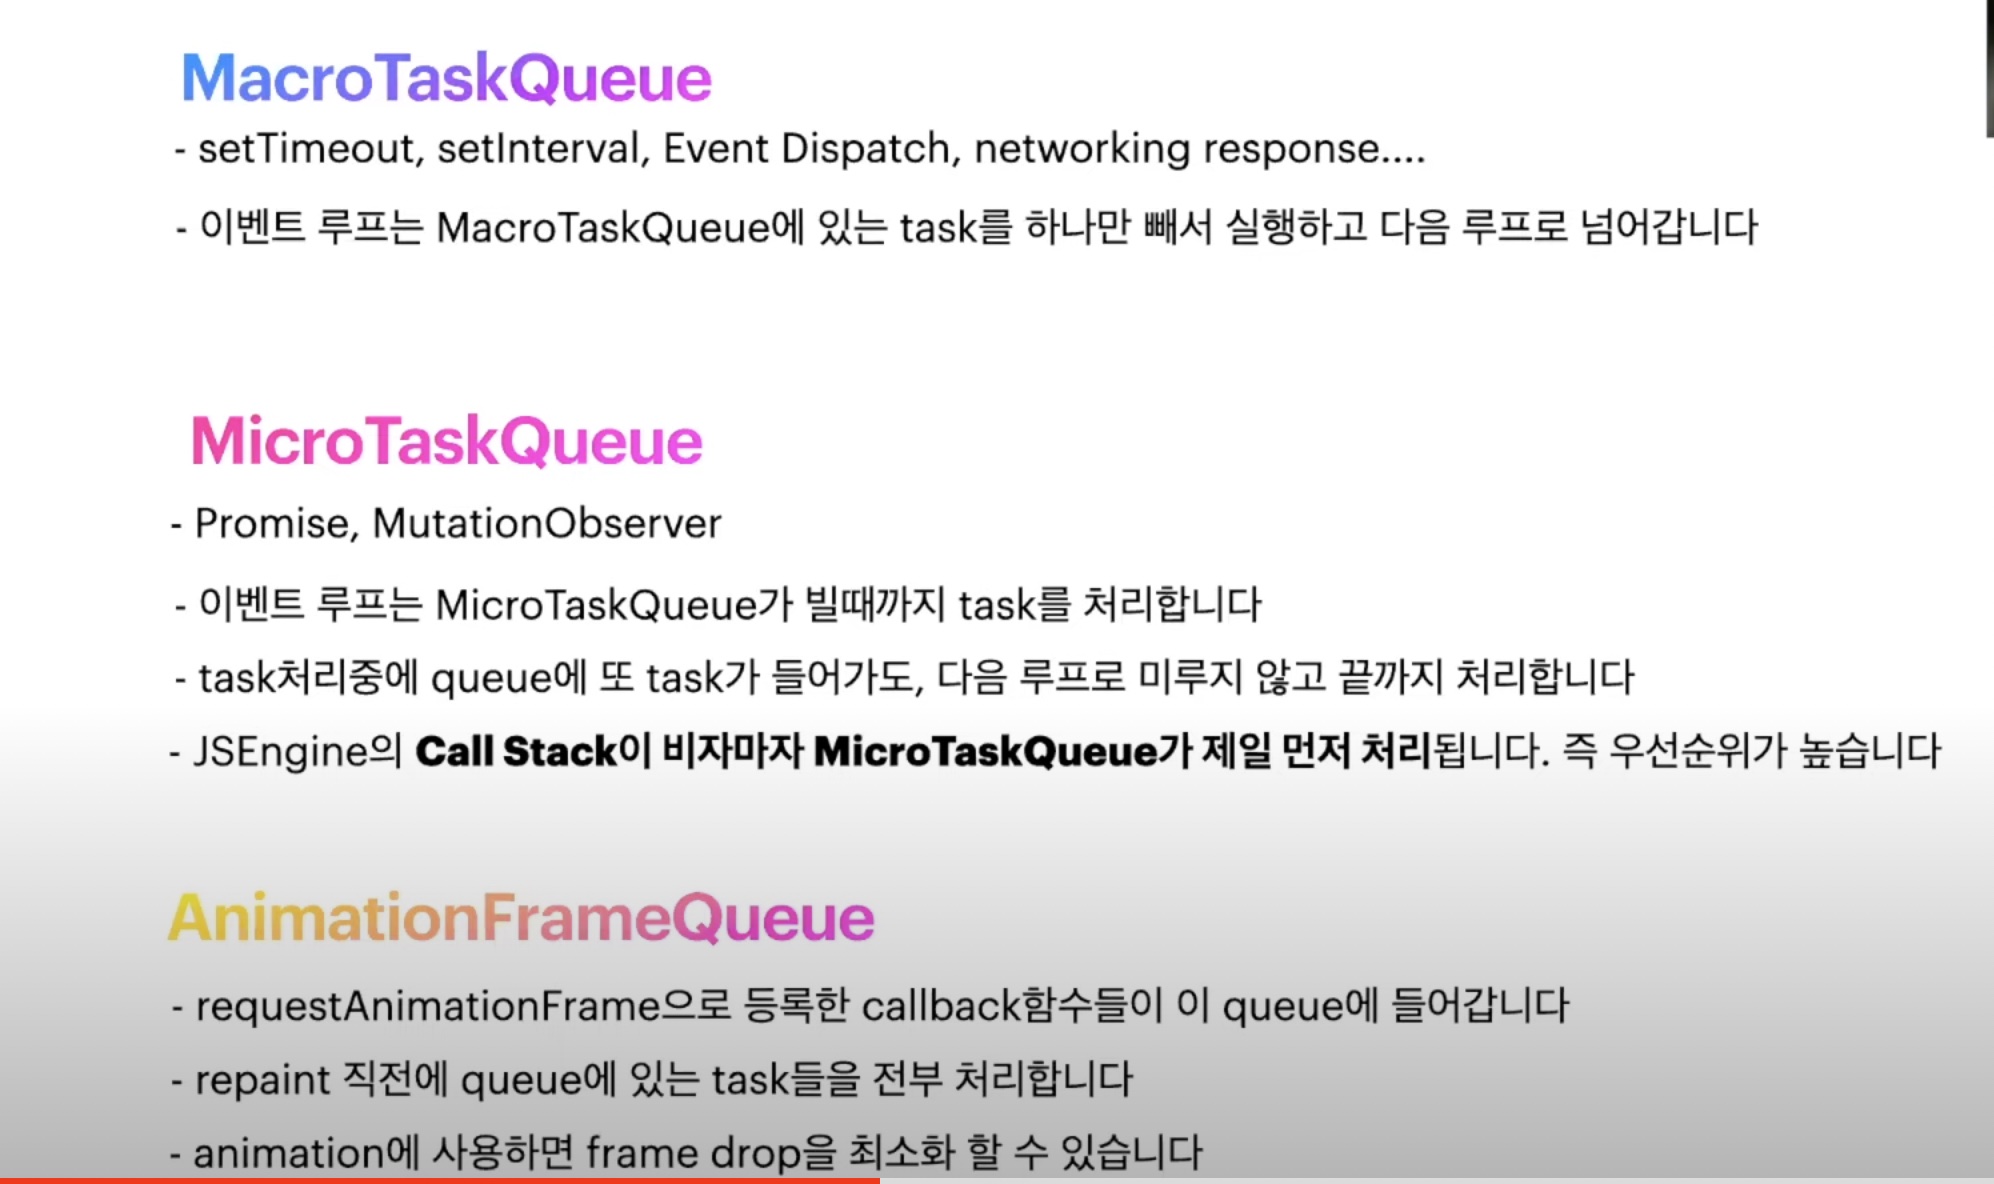 MacroTaskQueue
- setTimeout, setInterval, Event Dispatch, networking response....
- 이벤트 루프는 MacroTaskQueue에 있는 task를 하나만 빼서 실행하고 다음 루프로 넘어갑니다
MicroTaskQueue
- Promise, MutationObserver
- 이벤트 루프는 MicroTaskQueue가 빌때까지 task를 처리합니다
- task처리중에 queue에 또 task가 들어가도, 다음 루프로 미루지 않고 끝까지 처리합니다
- JSEngine의 Call Stack이 비자마자 MicroTaskQueue가 제일 먼저 처리됩니다. 즉 우선순위가 높습니다
AnimationFrameQueue
- requestAnimationFrame으로 등록한 callback함수들이 이 queue에 들어갑니다
- repaint 직전에 queue에 있는 task들을 전부 처리합니다
- animation에 사용하면 frame drop을 최소화 할 수 있습니다